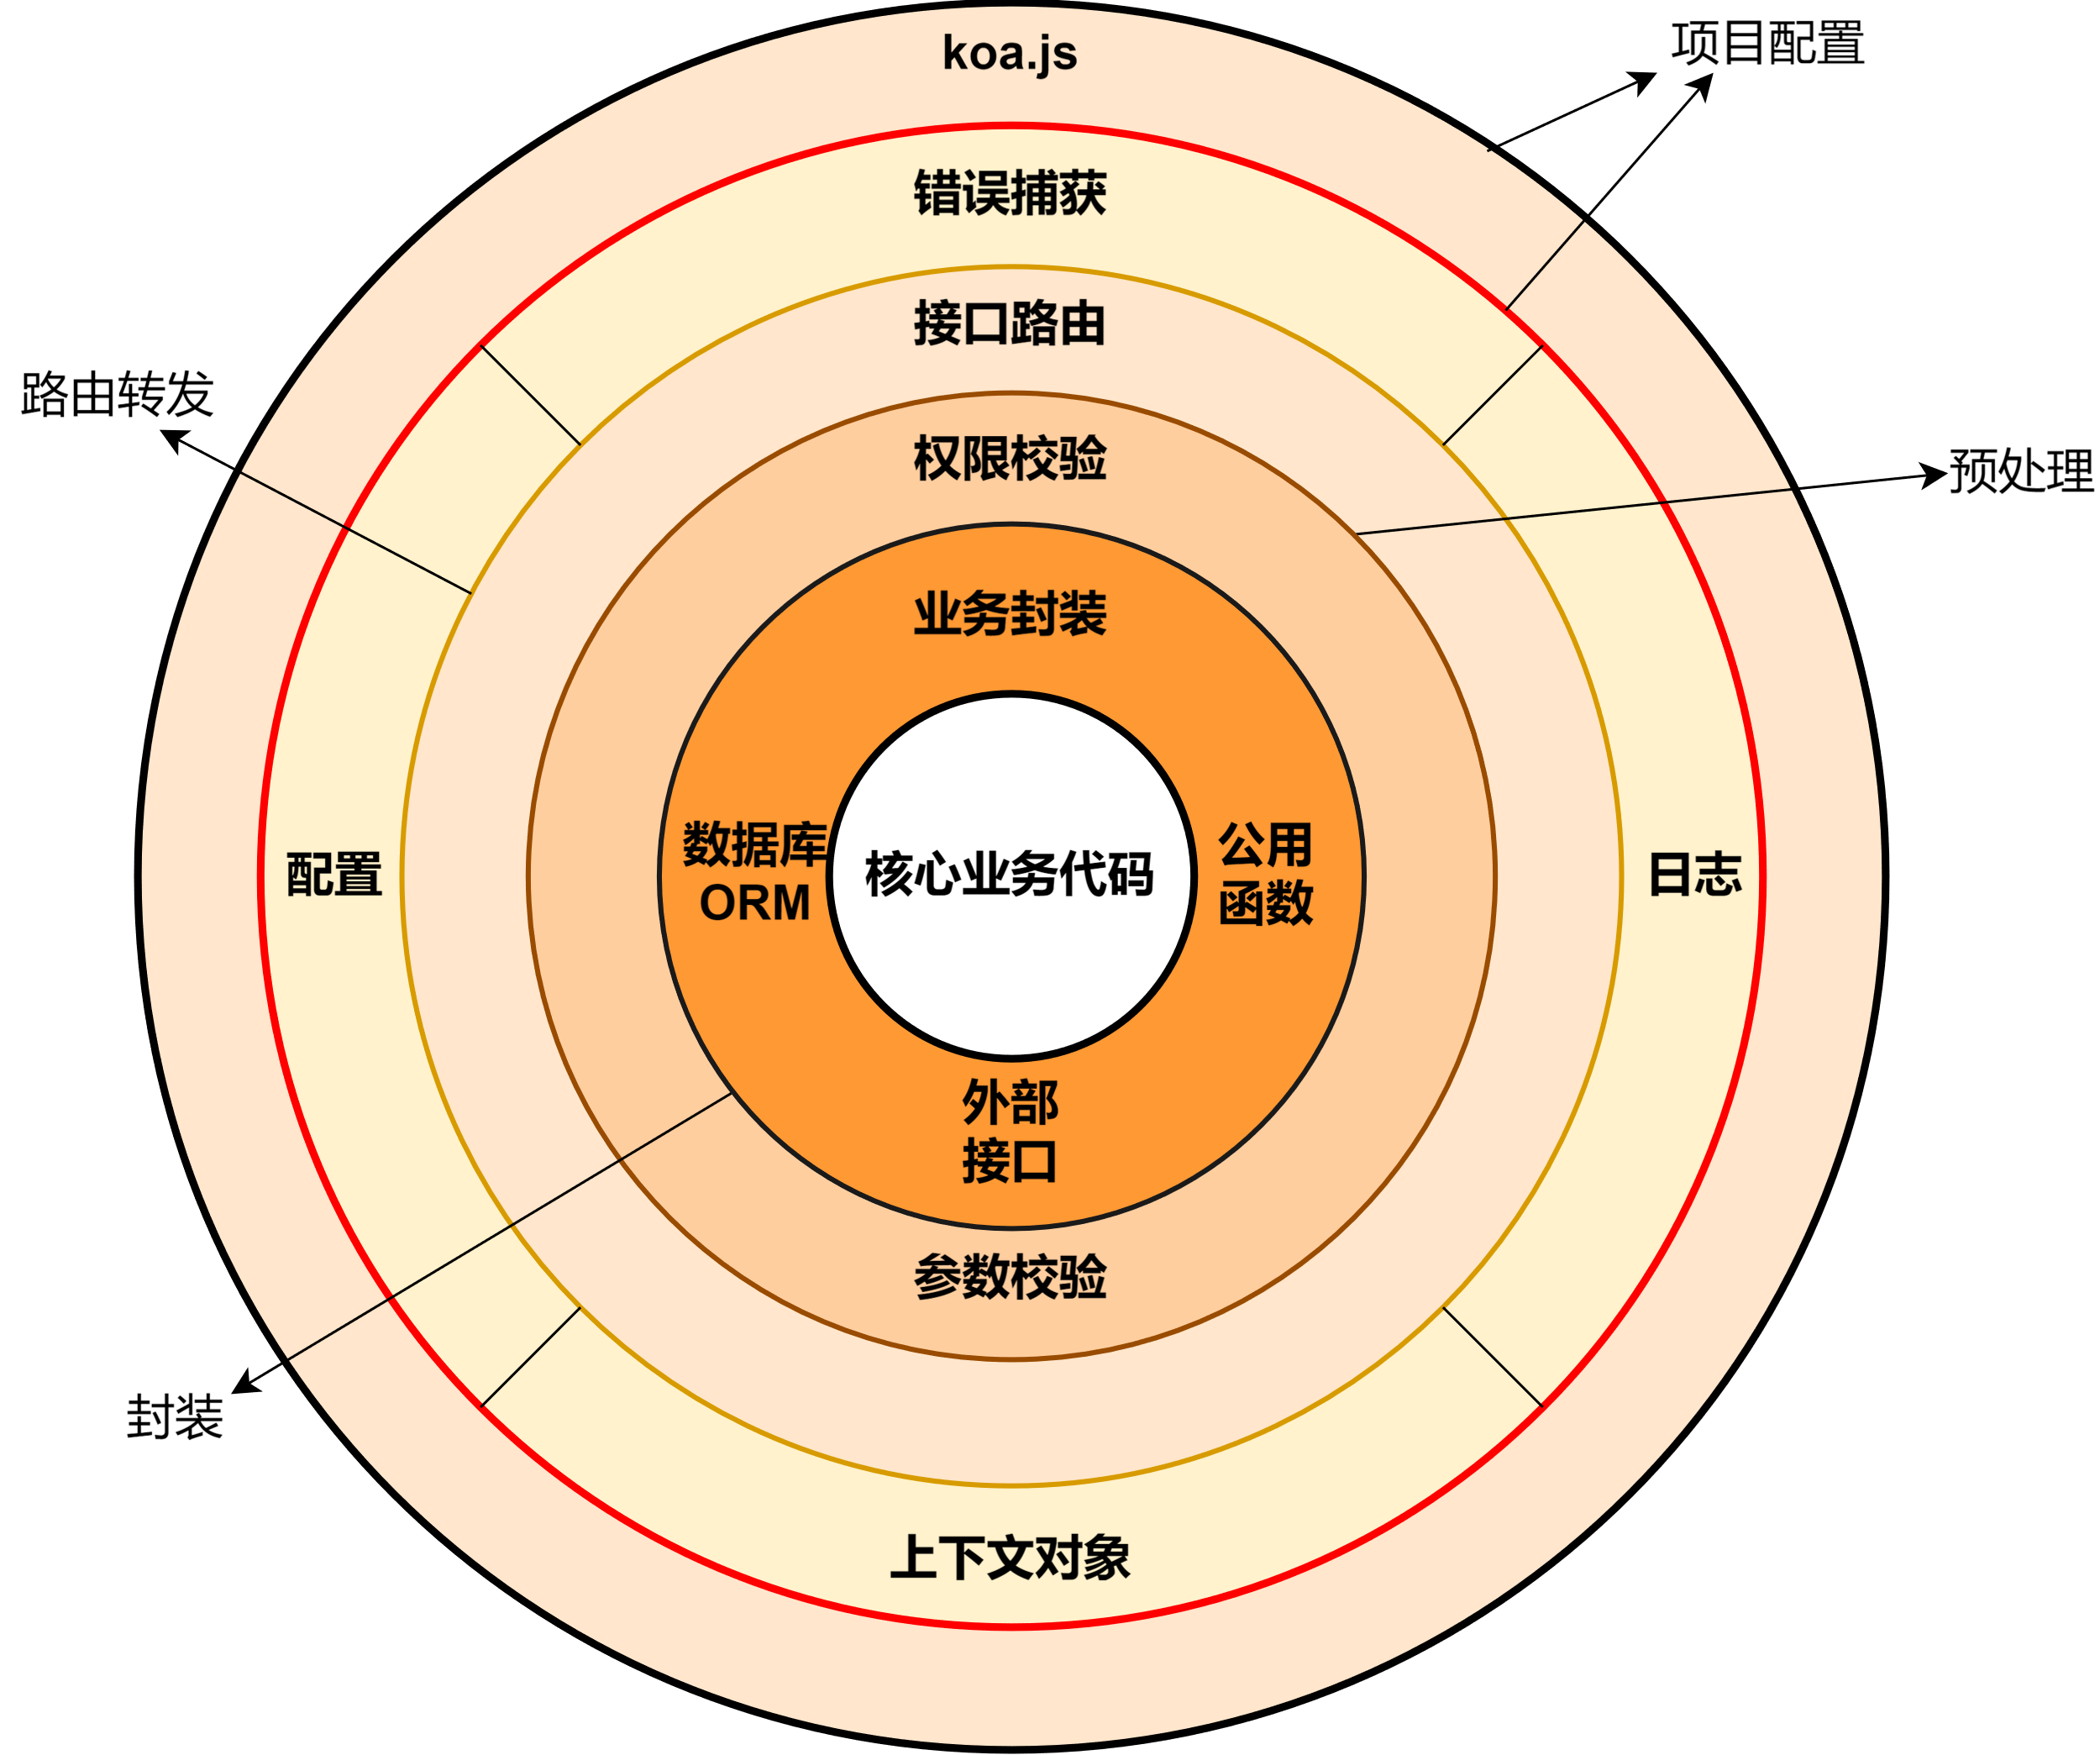 koa.js
项目配置
错误捕获
接口路由
路由转发
权限校验
预处理
业务封装
数据库
ORM
核心业务代码
公用
函数
配置
日志
外部
接口
参数校验
封装
上下文对象